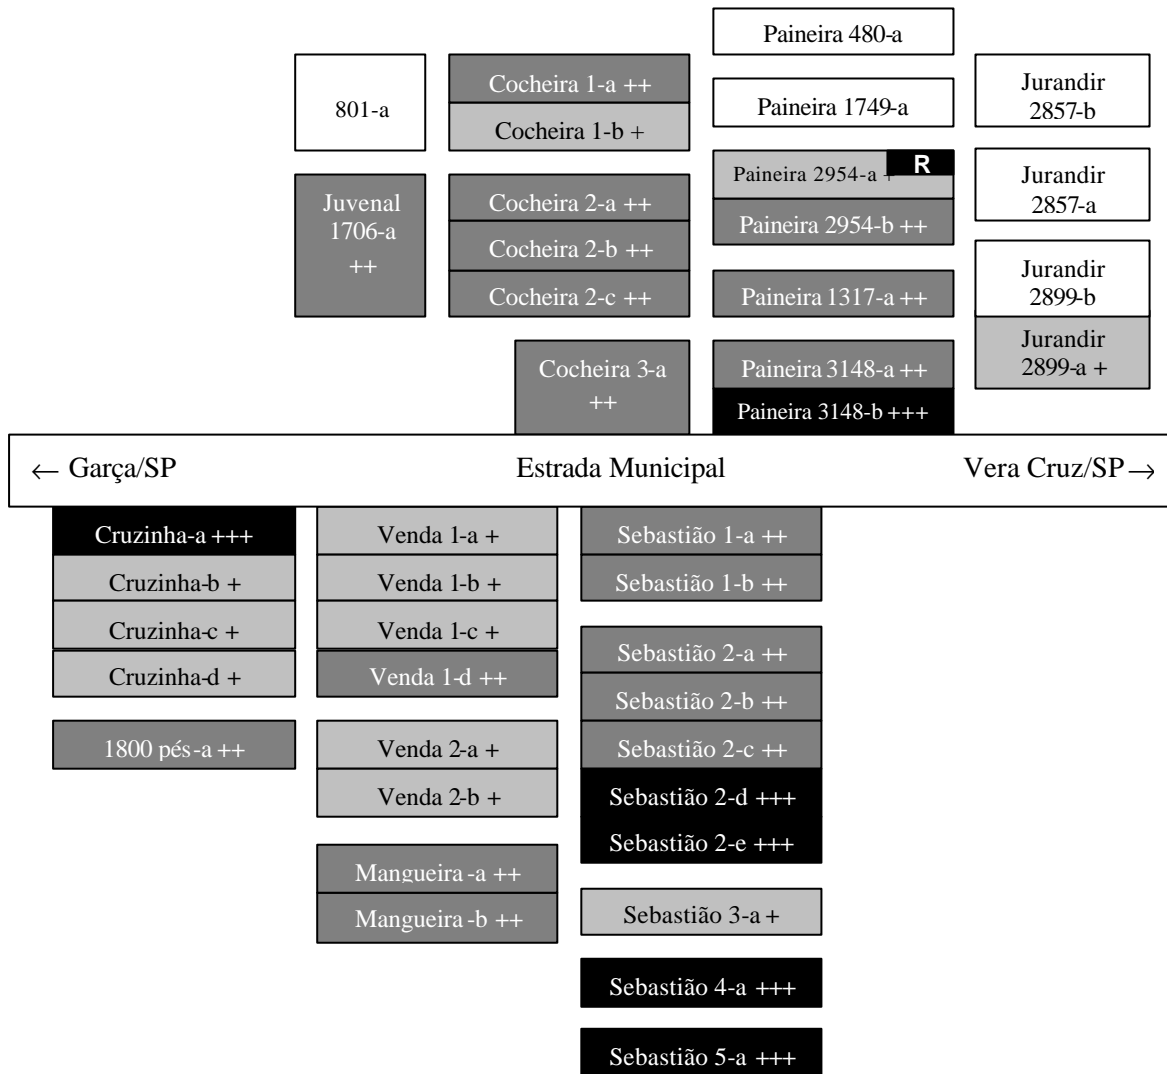 Paineira 480-a
801-a
Cocheira 1-a ++
Cocheira 1-b +
Paineira 1749-a
Jurandir
2857-b
R
Paineira 2954-a +
Paineira 2954-b ++
Jurandir
2857-a
Juvenal
1706-a
++
Cocheira 2-a ++
Cocheira 2-b ++
Cocheira 2-c ++
Paineira 1317-a ++
Jurandir
2899-b
Jurandir
2899-a +
Cocheira 3-a
++
Paineira 3148-a ++
Paineira 3148-b +++
← Garça/SP Estrada Municipal Vera Cruz/SP →
Cruzinha-a +++
Cruzinha-b +
Cruzinha-c +
Cruzinha-d +
1800 pés-a ++
Venda 1-a +
Venda 1-b +
Venda 1-c +
Venda 1-d ++
Venda 2-a +
Venda 2-b +
Mangueira -a ++
Mangueira -b ++
Sebastião 1-a ++
Sebastião 1-b ++
Sebastião 2-a ++
Sebastião 2-b ++
Sebastião 2-c ++
Sebastião 2-d +++
Sebastião 2-e +++
Sebastião 3-a +
Sebastião 4-a +++
Sebastião 5-a +++